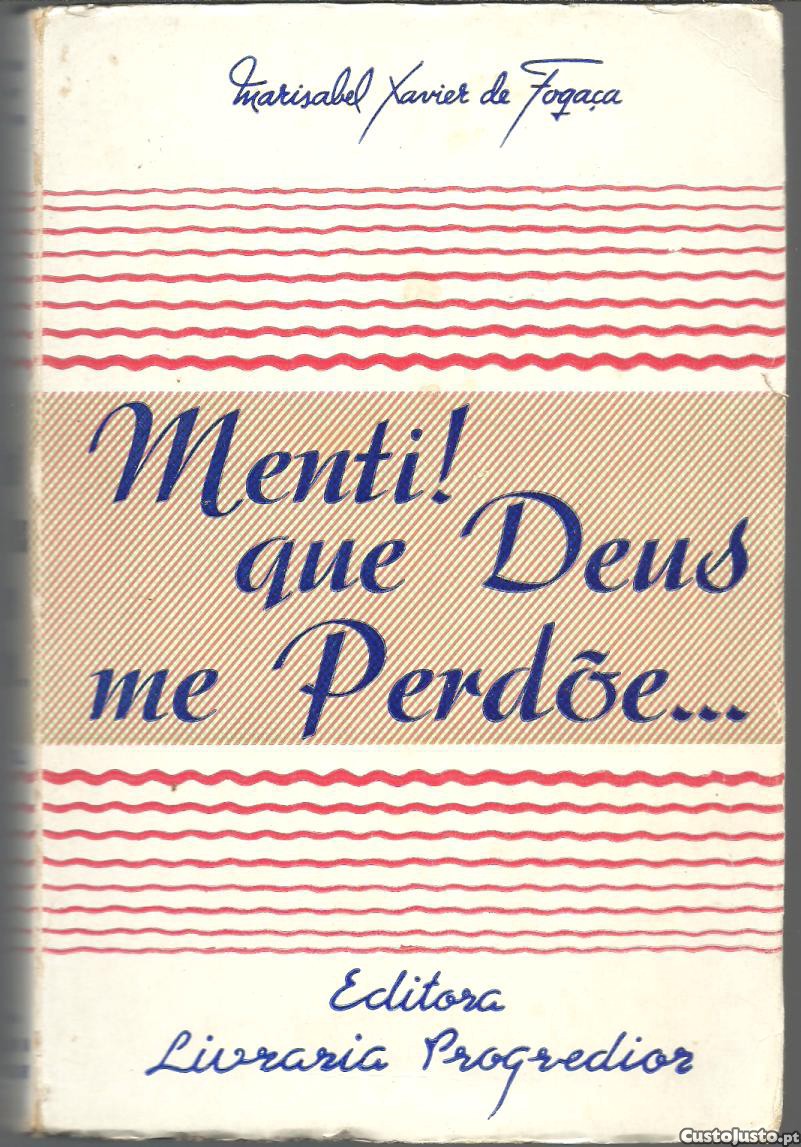 Marisabel Xavier de Fogaça
Menti!
que Deus
me Perdõe...
Editora
Livraria Progredior
CustoJusto.pt